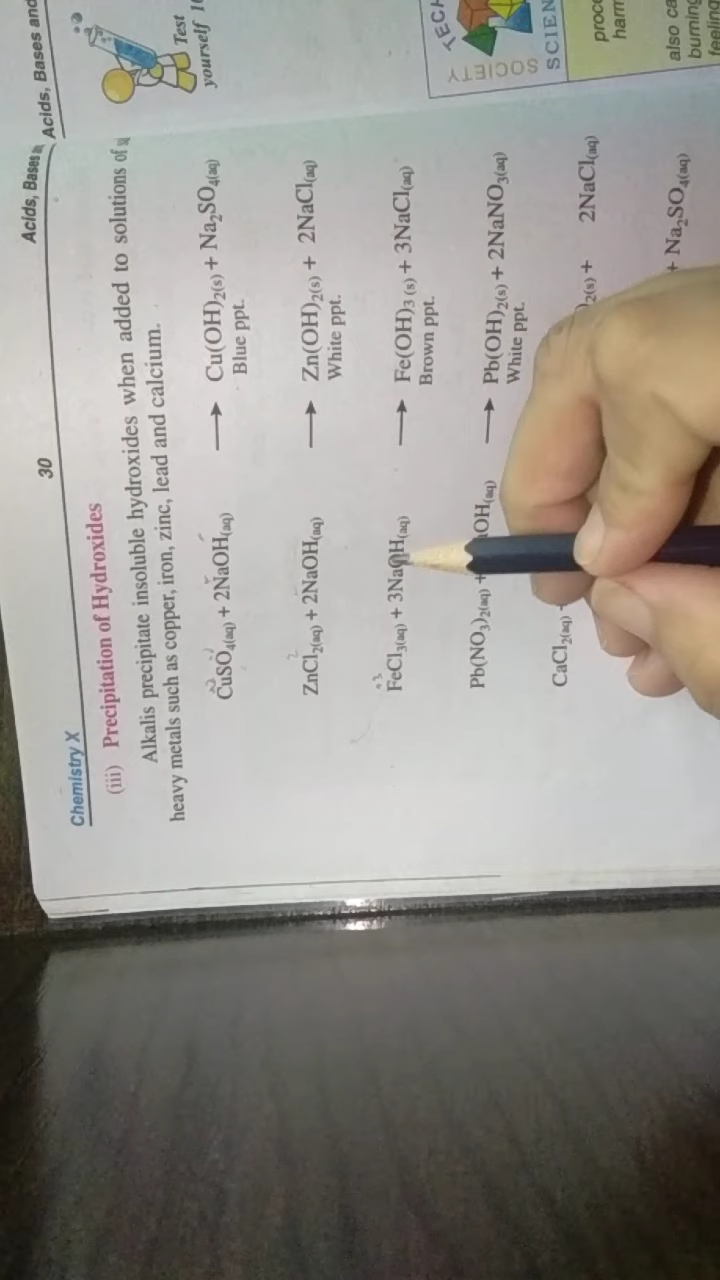 Chemistry X 30 Acids, Bases
(iii) Precipitation of Hydroxides
Alkalis precipitate insoluble hydroxides when added to solutions of
heavy metals such as copper, iron, zinc, lead and calcium.
CuSO4(aq) + 2NaOH(aq) → Cu(OH)2(s) + Na2SO4(aq)
Blue ppt.
ZnCl2(aq) + 2NaOH(aq) → Zn(OH)2(s) + 2NaCl(aq)
White ppt.
FeCl3(aq) + 3NaOH(aq) → Fe(OH)3 (s) + 3NaCl(aq)
Brown ppt.
Pb(NO3)2(aq) + OH(aq) → Pb(OH)2(s) + 2NaNO3(aq)
White ppt.
CaCl2(aq) 2(s) + 2NaCl(aq)
+ Na2SO4(aq)
Acids, Bases and
Test
yourself
TECH
SOCIETY
SCIEN
proce
harm
also ca
burning
feeling